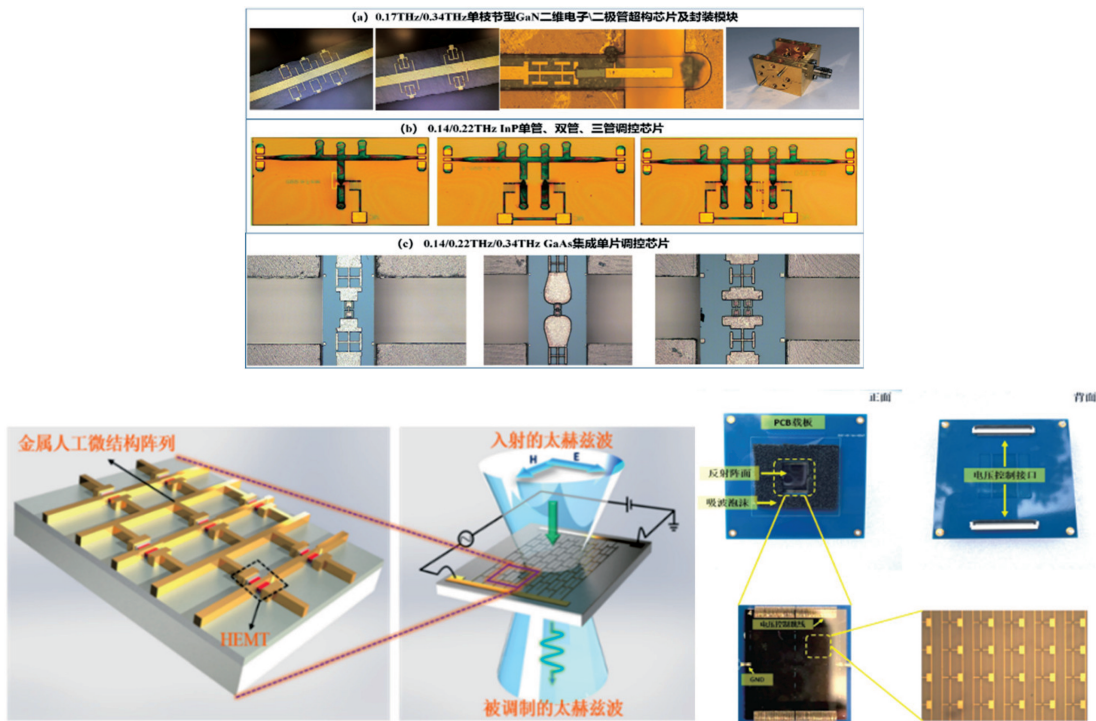 (a) 0.17THz/0.34THz单枝节型GaN二维电子\二极管超构芯片及封装模块
(b) 0.14/0.22THz InP单管、双管、三管调控芯片
(c) 0.14/0.22THz/0.34THz GaAs集成单片调控芯片
金属人工微结构阵列
HEMT
入射的太赫兹波
H
E
被调制的太赫兹波
正面
PCB载板
反射阵面
吸波泡沫
背面
电压控制接口
电压控制跳线
GND